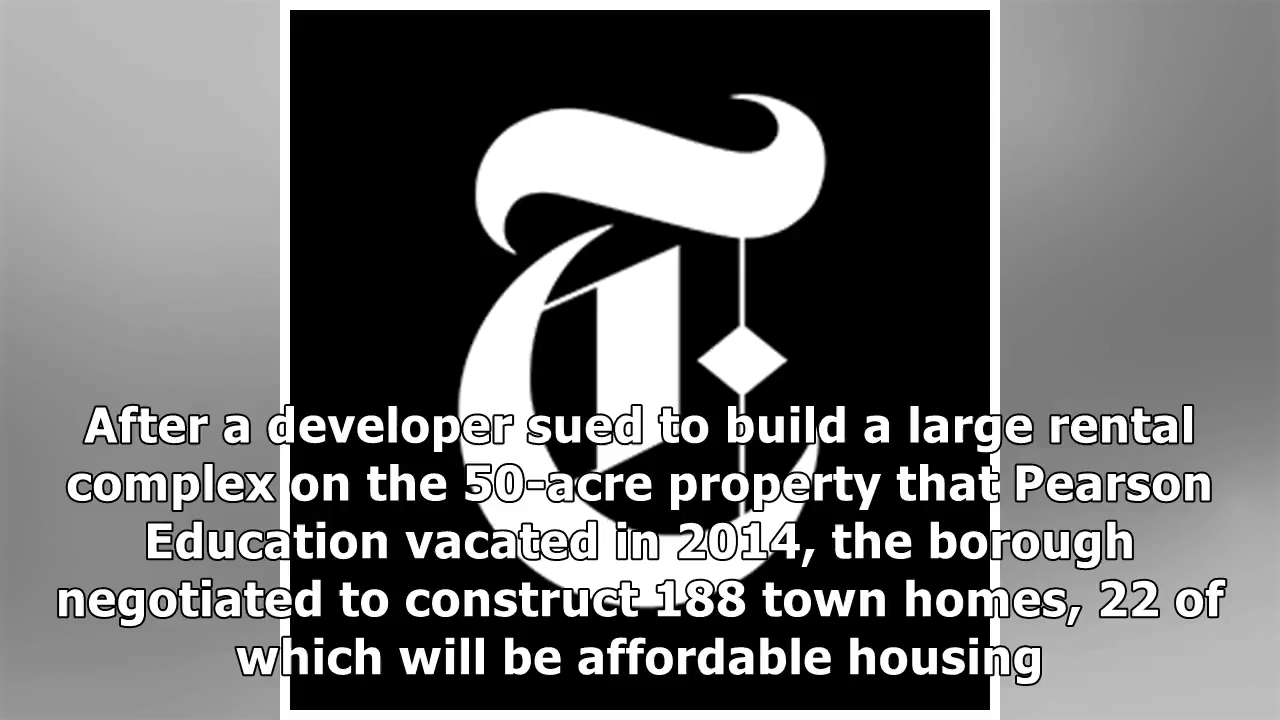 After a developer sued to build a large rental
complex on the 50-acre property that Pearson
Education vacated in 2014, the borough
negotiated to construct 188 town homes, 22 of
which will be affordable housing